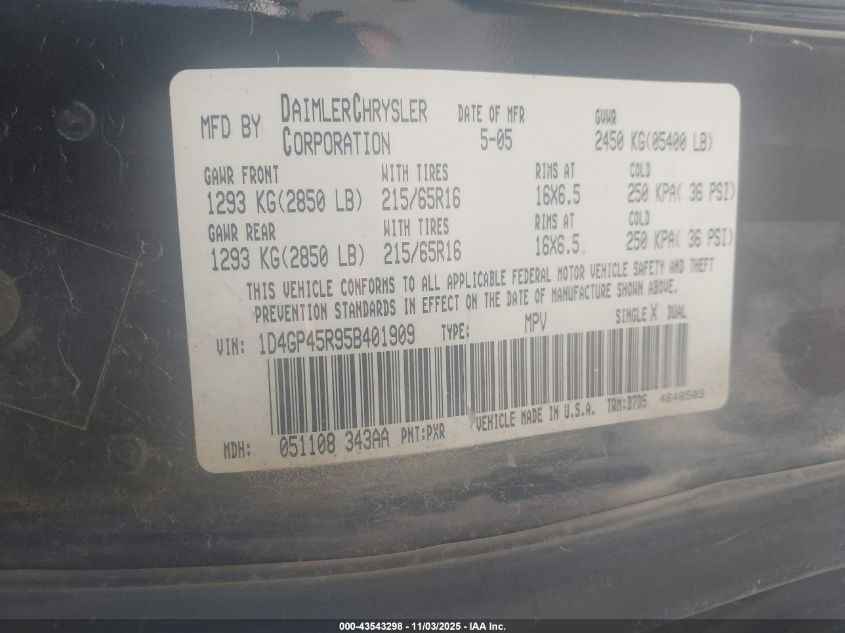 MFD BY DAIMLERCHRYSLER CORPORATION DATE OF MFR 5-05 GVWR 2450 KG(05400 LB)
GAWR FRONT WITH TIRES RIMS AT COLD
1293 KG(2850 LB) 215/65R16 16X6.5 250 KPA( 36 PSI)
GAWR REAR WITH TIRES RIMS AT COLD
1293 KG(2850 LB) 215/65R16 16X6.5 250 KPA( 36 PSI)
THIS VEHICLE CONFORMS TO ALL APPLICABLE FEDERAL MOTOR VEHICLE SAFETY AND THEFT
PREVENTION STANDARDS IN EFFECT ON THE DATE OF MANUFACTURE SHOWN ABOVE.
VIN: 1D4GP45R95B401909 TYPE: MPV SINGLE X DUAL
MDH: 051108 343AA PNT:PXR VEHICLE MADE IN U.S.A. TRM:37D5 4648503
000-43543298 - 11/03/2025 - IAA Inc.